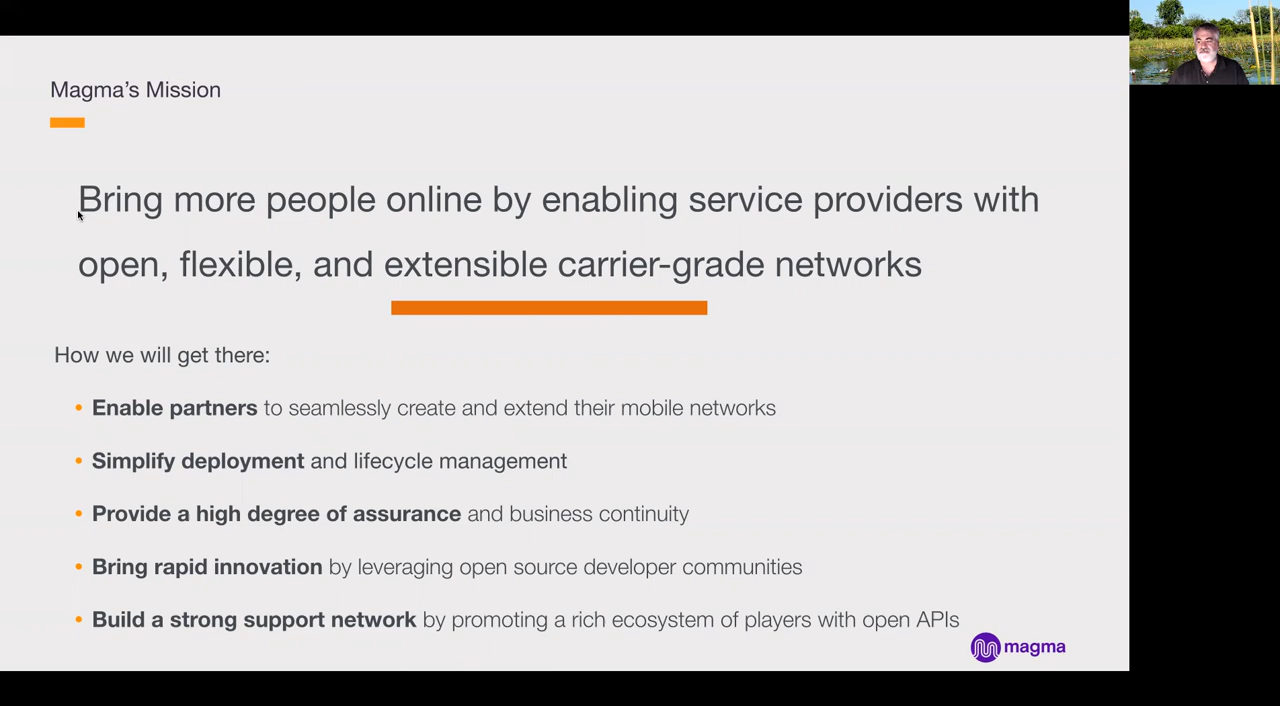 Magma's Mission
Bring more people online by enabling service providers with
open, flexible, and extensible carrier-grade networks
How we will get there:
• Enable partners to seamlessly create and extend their mobile networks
• Simplify deployment and lifecycle management
• Provide a high degree of assurance and business continuity
• Bring rapid innovation by leveraging open source developer communities
• Build a strong support network by promoting a rich ecosystem of players with open APIs
magma